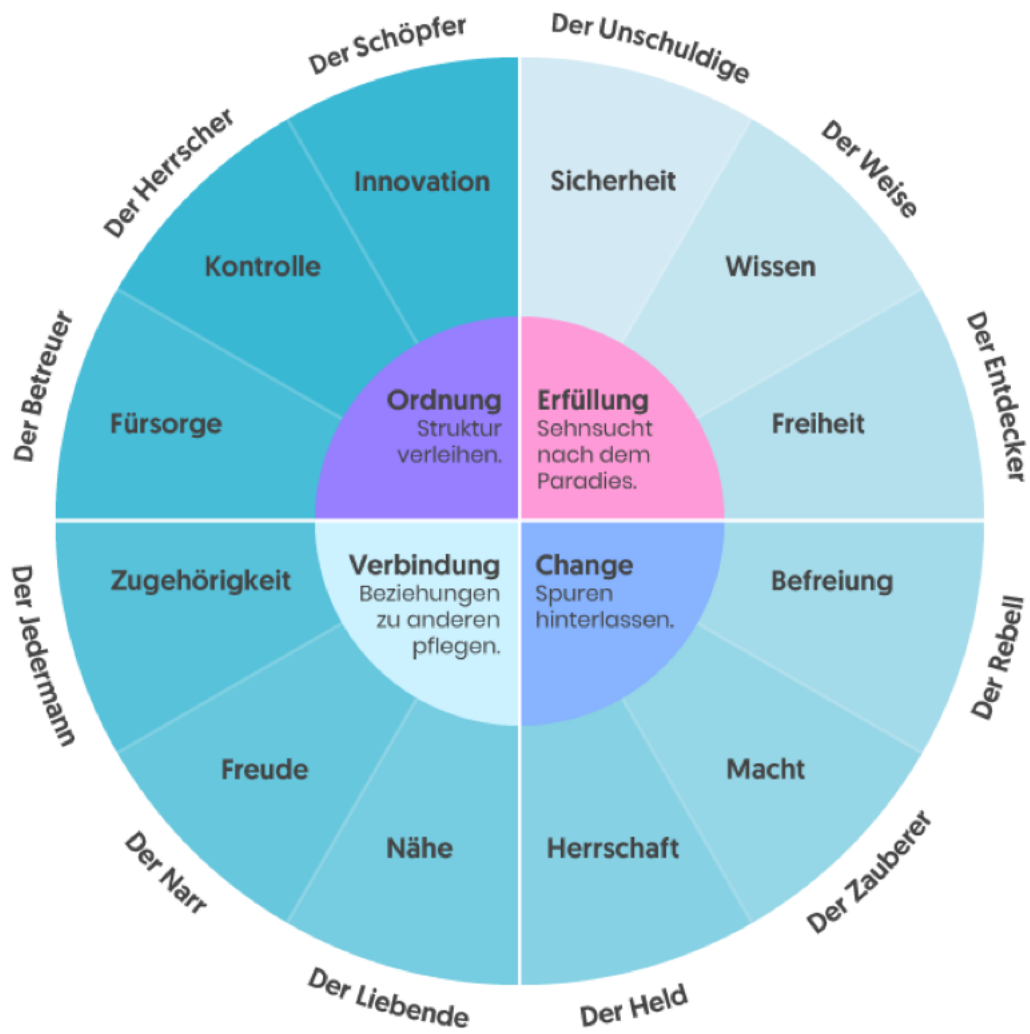 Der Schöpfer
Der Unschuldige
Der Herrscher
Der Weise
Innovation
Sicherheit
Kontrolle
Wissen
Der Betreuer
Der Entdecker
Fürsorge
Freiheit
Ordnung
Struktur
verleihen.
Erfüllung
Sehnsucht
nach dem
Paradies.
Verbindung
Beziehungen
zu anderen
pflegen.
Change
Spuren
hinterlassen.
Zugehörigkeit
Befreiung
Der Jedermann
Der Rebell
Freude
Macht
Nähe
Herrschaft
Der Narr
Der Zauberer
Der Liebende
Der Held